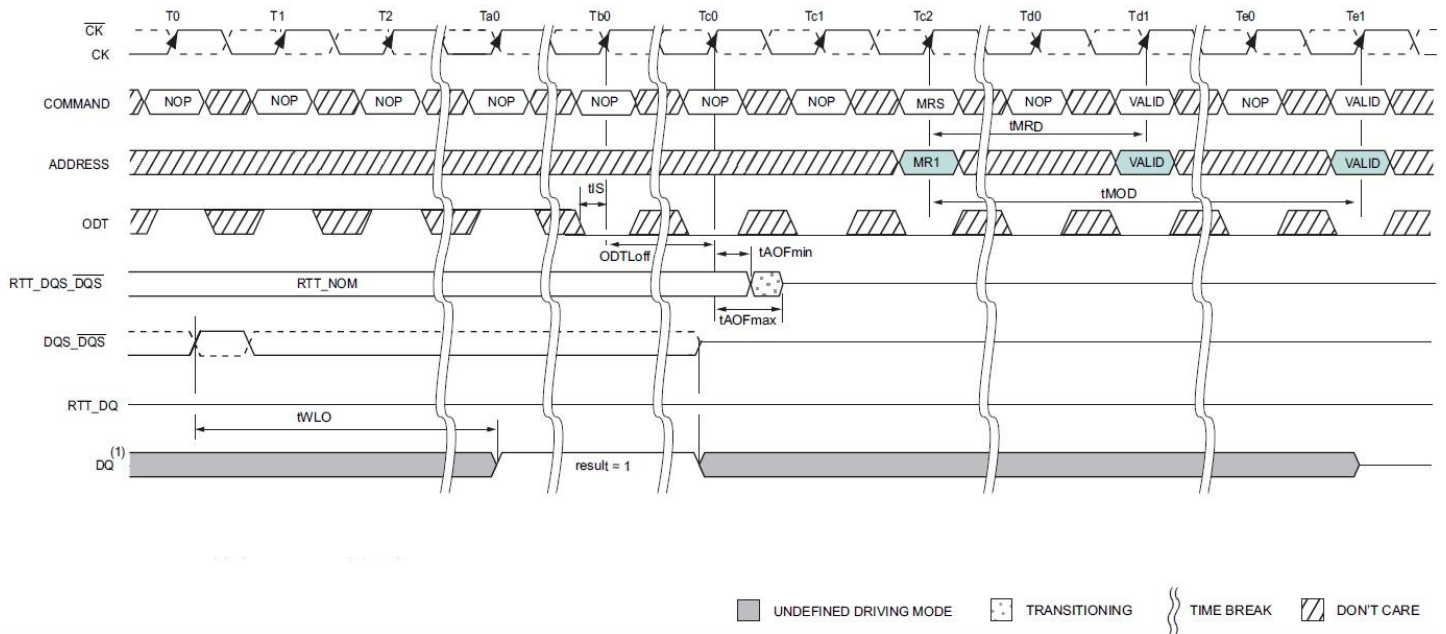 T0 T1 T2 Ta0 Tb0 Tc0 Tc1 Tc2 Td0 Td1 Te0 Te1
CK
CK
COMMAND NOP NOP NOP NOP NOP NOP NOP MRS NOP VALID NOP VALID
tMRD
ADDRESS MR1 VALID VALID
tIS
tMOD
ODT
ODTLoff tAOFmin
RTT_DQS_DQS RTT_NOM
tAOFmax
DQS_DQS
RTT_DQ
tWLO
DQ(1) result = 1
UNDEFINED DRIVING MODE TRANSITIONING TIME BREAK DON'T CARE